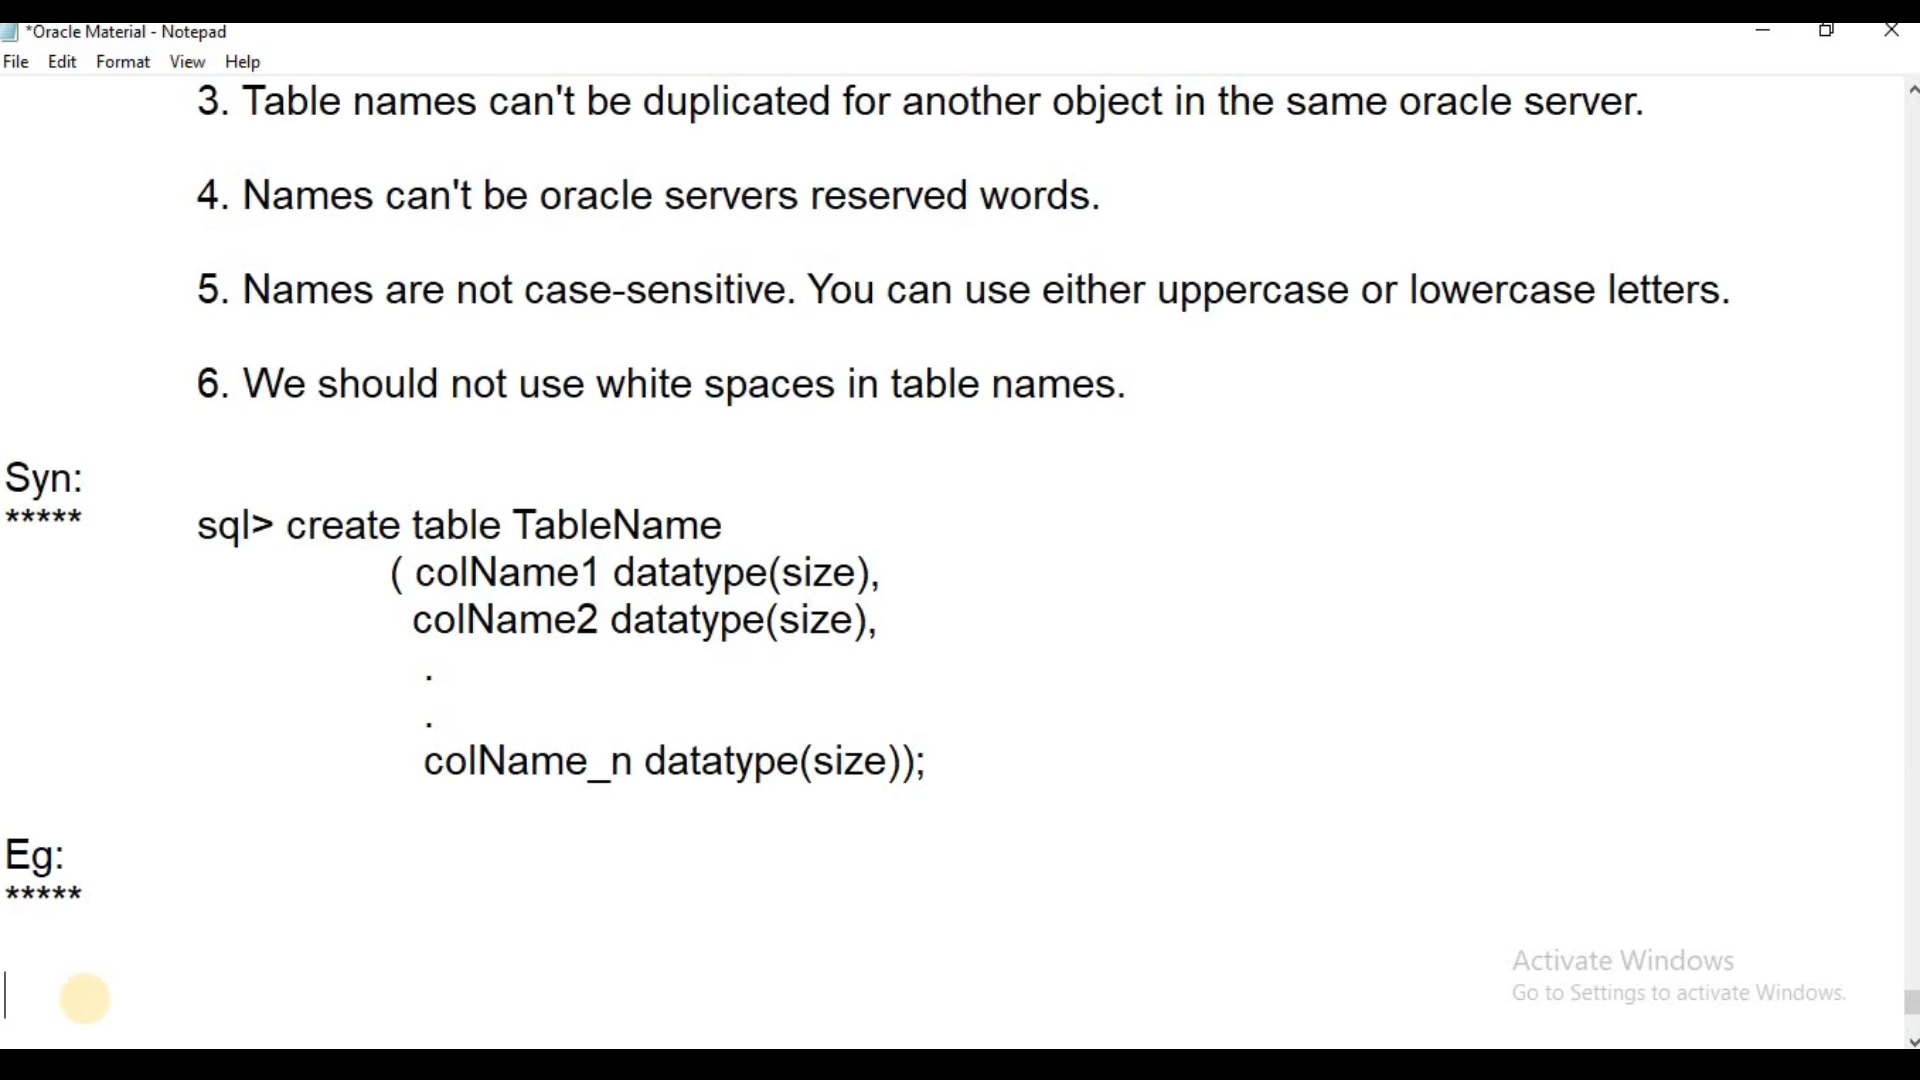 *Oracle Material - Notepad
File Edit Format View Help
3. Table names can't be duplicated for another object in the same oracle server.
4. Names can't be oracle servers reserved words.
5. Names are not case-sensitive. You can use either uppercase or lowercase letters.
6. We should not use white spaces in table names.
Syn:
*****
sql> create table TableName
( colName1 datatype(size),
colName2 datatype(size),
.
.
colName_n datatype(size));
Eg:
*****
Activate Windows
Go to Settings to activate Windows.